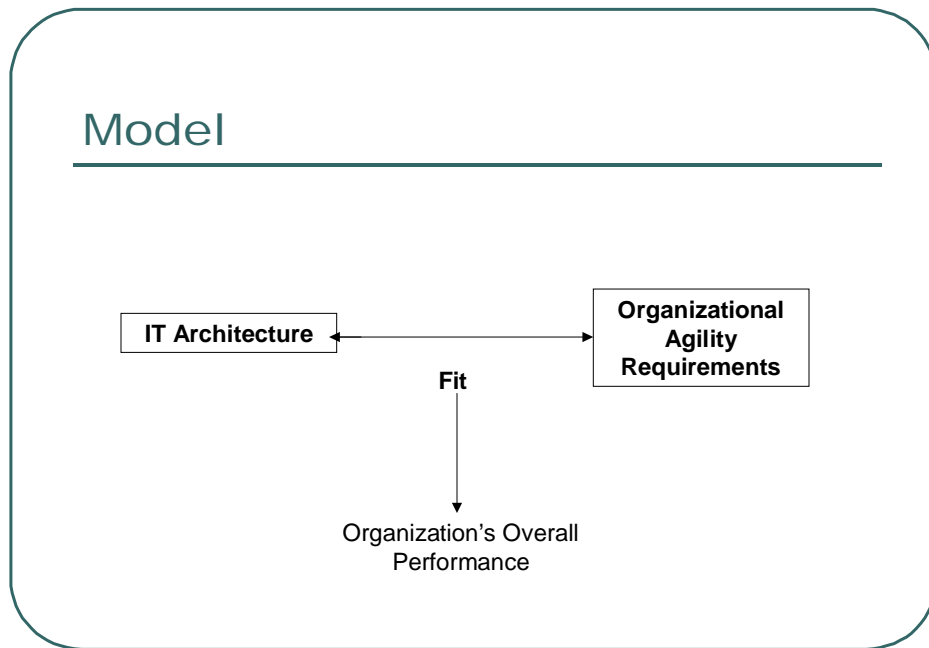 Model
IT Architecture
Organizational
Agility
Requirements
Fit
Organization's Overall
Performance